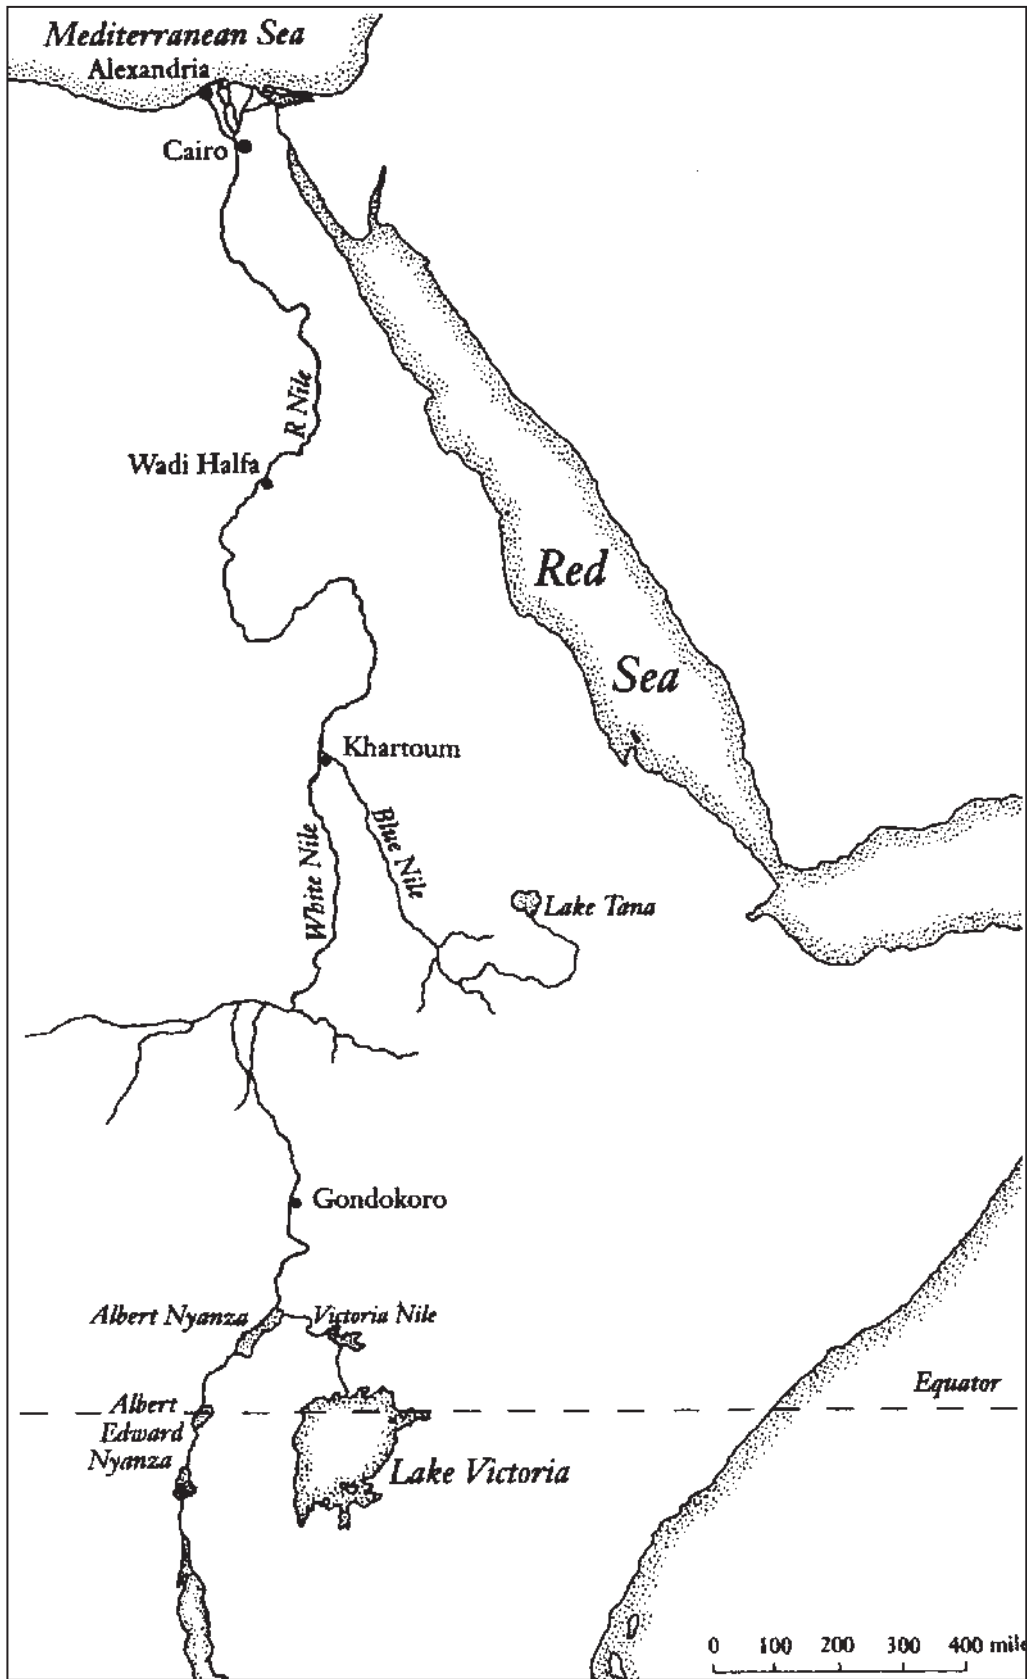 Mediterranean Sea
Alexandria
Cairo
R Nile
Wadi Halfa
Red
Sea
Khartoum
White Nile
Blue Nile
Lake Tana
Gondokoro
Albert Nyanza
Victoria Nile
Equator
Albert
Edward
Nyanza
Lake Victoria
0 100 200 300 400 mile